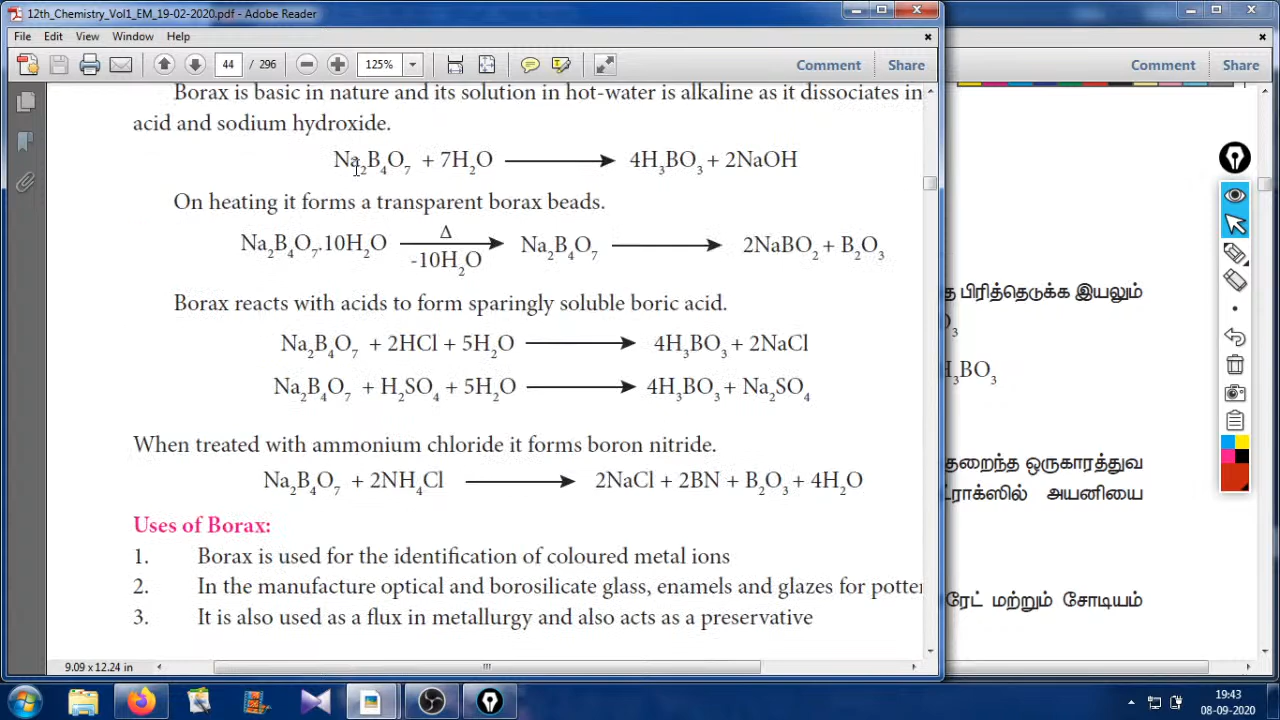 12th_Chemistry_Vol1_EM_19-02-2020.pdf - Adobe Reader
File Edit View Window Help
44 / 296 125% Comment Share
Comment Share
Borax is basic in nature and its solution in hot-water is alkaline as it dissociates in
acid and sodium hydroxide.
Na₂B₄O₇ + 7H₂O ⟶ 4H₃BO₃ + 2NaOH
On heating it forms a transparent borax beads.
Na₂B₄O₇.10H₂O Δ ⟶ -10H₂O Na₂B₄O₇ ⟶ 2NaBO₂ + B₂O₃
Borax reacts with acids to form sparingly soluble boric acid.
Na₂B₄O₇ + 2HCl + 5H₂O ⟶ 4H₃BO₃ + 2NaCl
Na₂B₄O₇ + H₂SO₄ + 5H₂O ⟶ 4H₃BO₃ + Na₂SO₄
When treated with ammonium chloride it forms boron nitride.
Na₂B₄O₇ + 2NH₄Cl ⟶ 2NaCl + 2BN + B₂O₃ + 4H₂O
Uses of Borax:
1. Borax is used for the identification of coloured metal ions
2. In the manufacture optical and borosilicate glass, enamels and glazes for potter
3. It is also used as a flux in metallurgy and also acts as a preservative
9.09 x 12.24 in
பிரித்தெடுக்க இயலும்
BO₃
ஒருகாரத்துவ
அயனியை
மற்றும் சோடியம்
19:43
08-09-2020